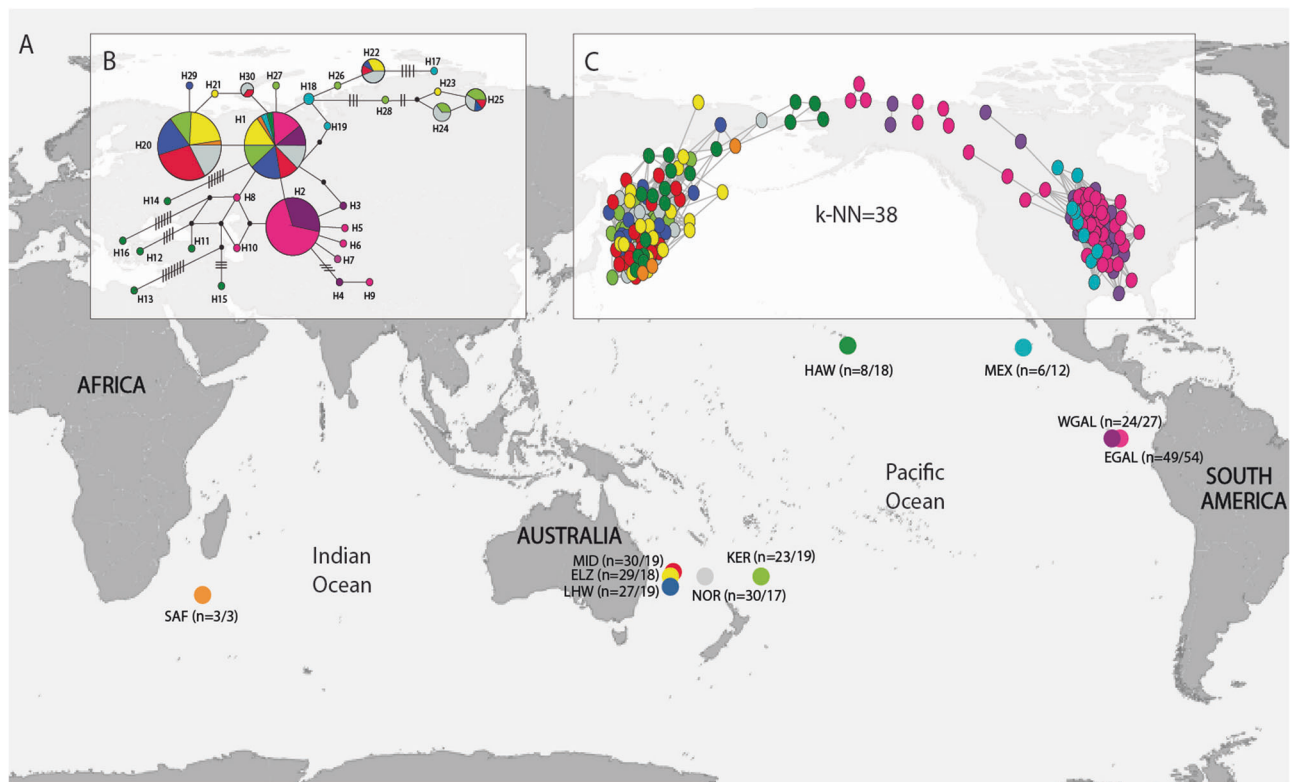 A
B
H22
H17
H29
H21
H30
H27
H26
H18
H23
H28
H25
H24
H1
H19
H20
H14
H8
H2
H3
H5
H6
H7
H16
H12
H11
H10
H13
H15
H4
H9
C
k-NN=38
AFRICA
HAW (n=8/18)
MEX (n=6/12)
WGAL (n=24/27)
EGAL (n=49/54)
Pacific
Ocean
SOUTH
AMERICA
Indian
Ocean
AUSTRALIA
MID (n=30/19)
ELZ (n=29/18)
LHW (n=27/19)
KER (n=23/19)
NOR (n=30/17)
SAF (n=3/3)